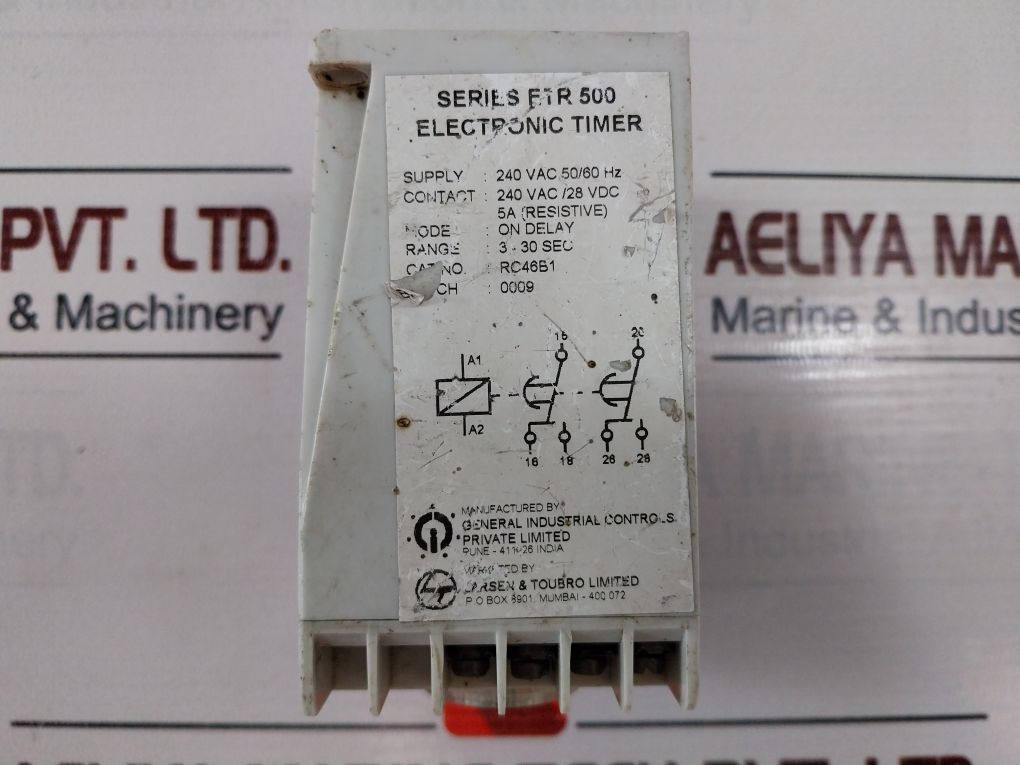 SERIES ETR 500
ELECTRONIC TIMER
SUPPLY : 240 VAC 50/60 Hz
CONTACT : 240 VAC /28 VDC
5A (RESISTIVE)
MODE : ON DELAY
RANGE : 3 - 30 SEC
CAT NO. : RC46B1
: 0009
A1
A2
15
16
18
26
28
MANUFACTURED BY
GENERAL INDUSTRIAL CONTROLS
PRIVATE LIMITED
PUNE - INDIA
MARKETED BY
LARSEN & TOUBRO LIMITED
P O BOX 8901, MUMBAI - 400 072
LT
PVT. LTD.
& Machinery
AELIYA MA
Marine & Indus